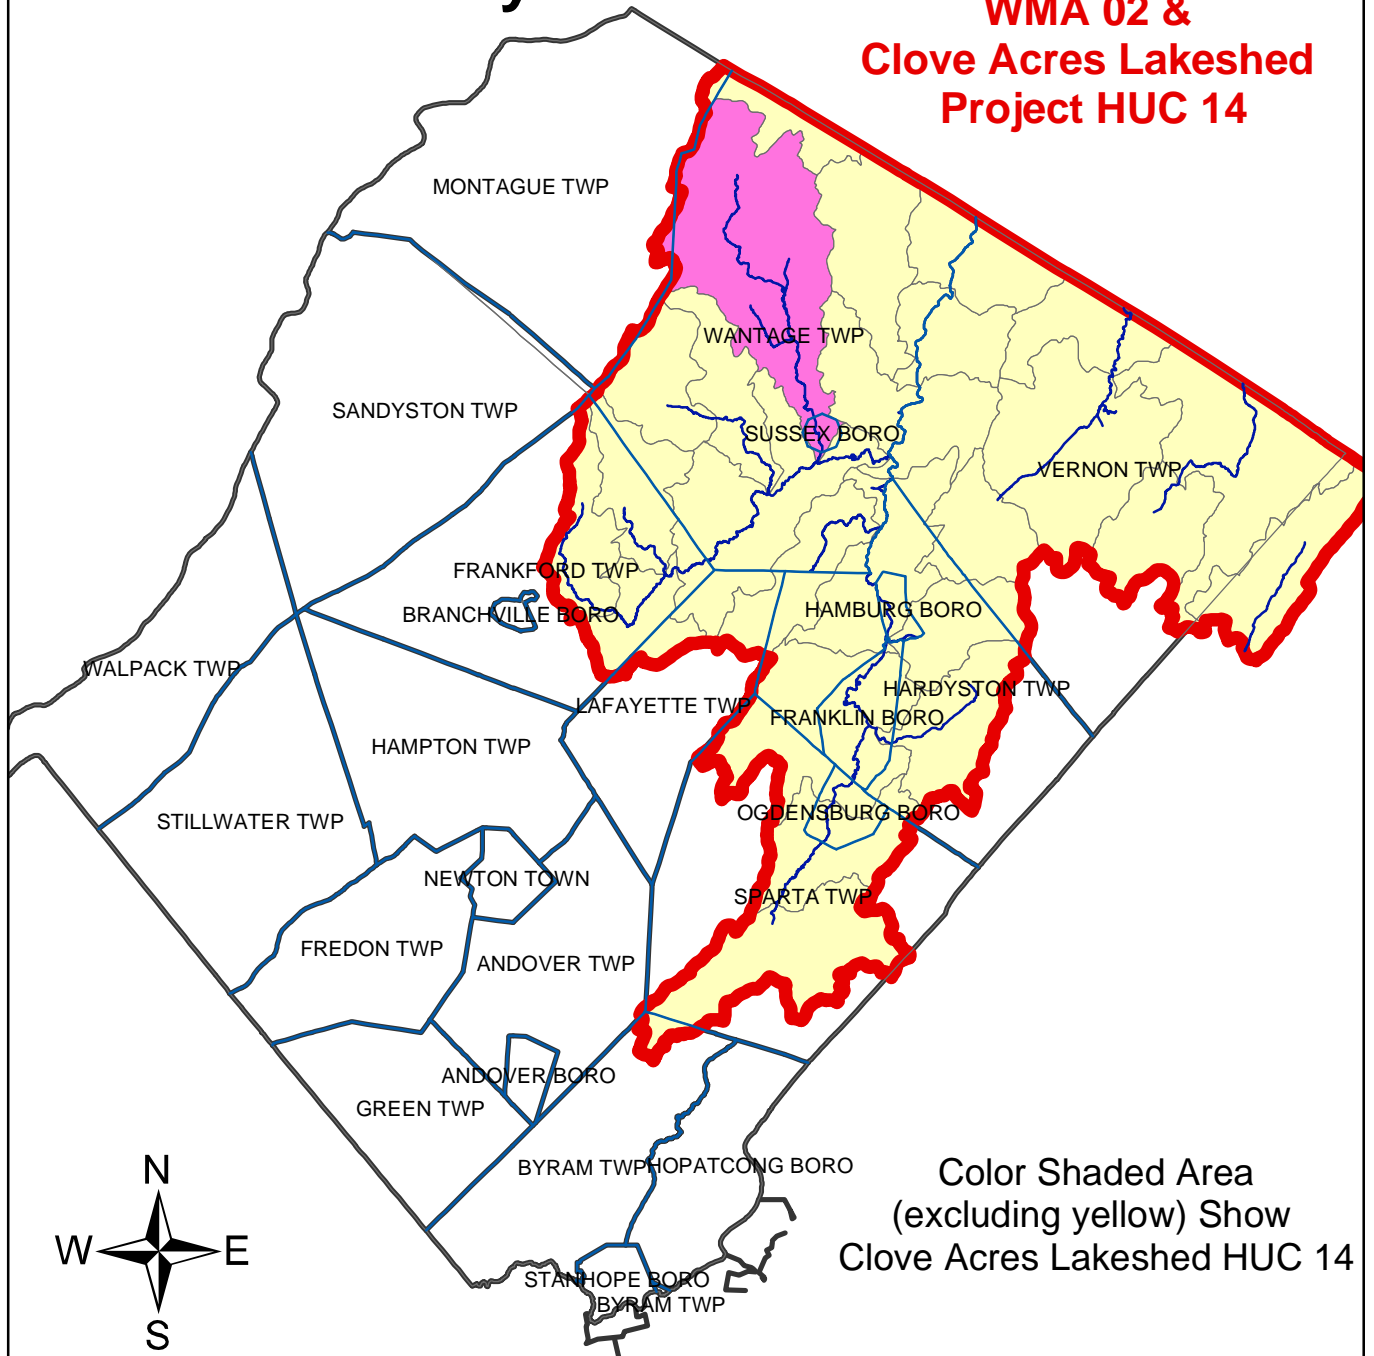 WMA 02 &
Clove Acres Lakeshed
Project HUC 14
MONTAGUE TWP
WANTAGE TWP
SANDYSTON TWP
SUSSEX BORO
VERNON TWP
FRANKFORD TWP
HAMBURG BORO
BRANCHVILLE BORO
WALPACK TWP
HARDYSTON TWP
LAFAYETTE TWP
FRANKLIN BORO
HAMPTON TWP
OGDENSBURG BORO
STILLWATER TWP
NEWTON TOWN
SPARTA TWP
FREDON TWP
ANDOVER TWP
ANDOVER BORO
GREEN TWP
BYRAM TWP
HOPATCONG BORO
Color Shaded Area
(excluding yellow) Show
Clove Acres Lakeshed HUC 14
N
W E
S
STANHOPE BORO
BYRAM TWP